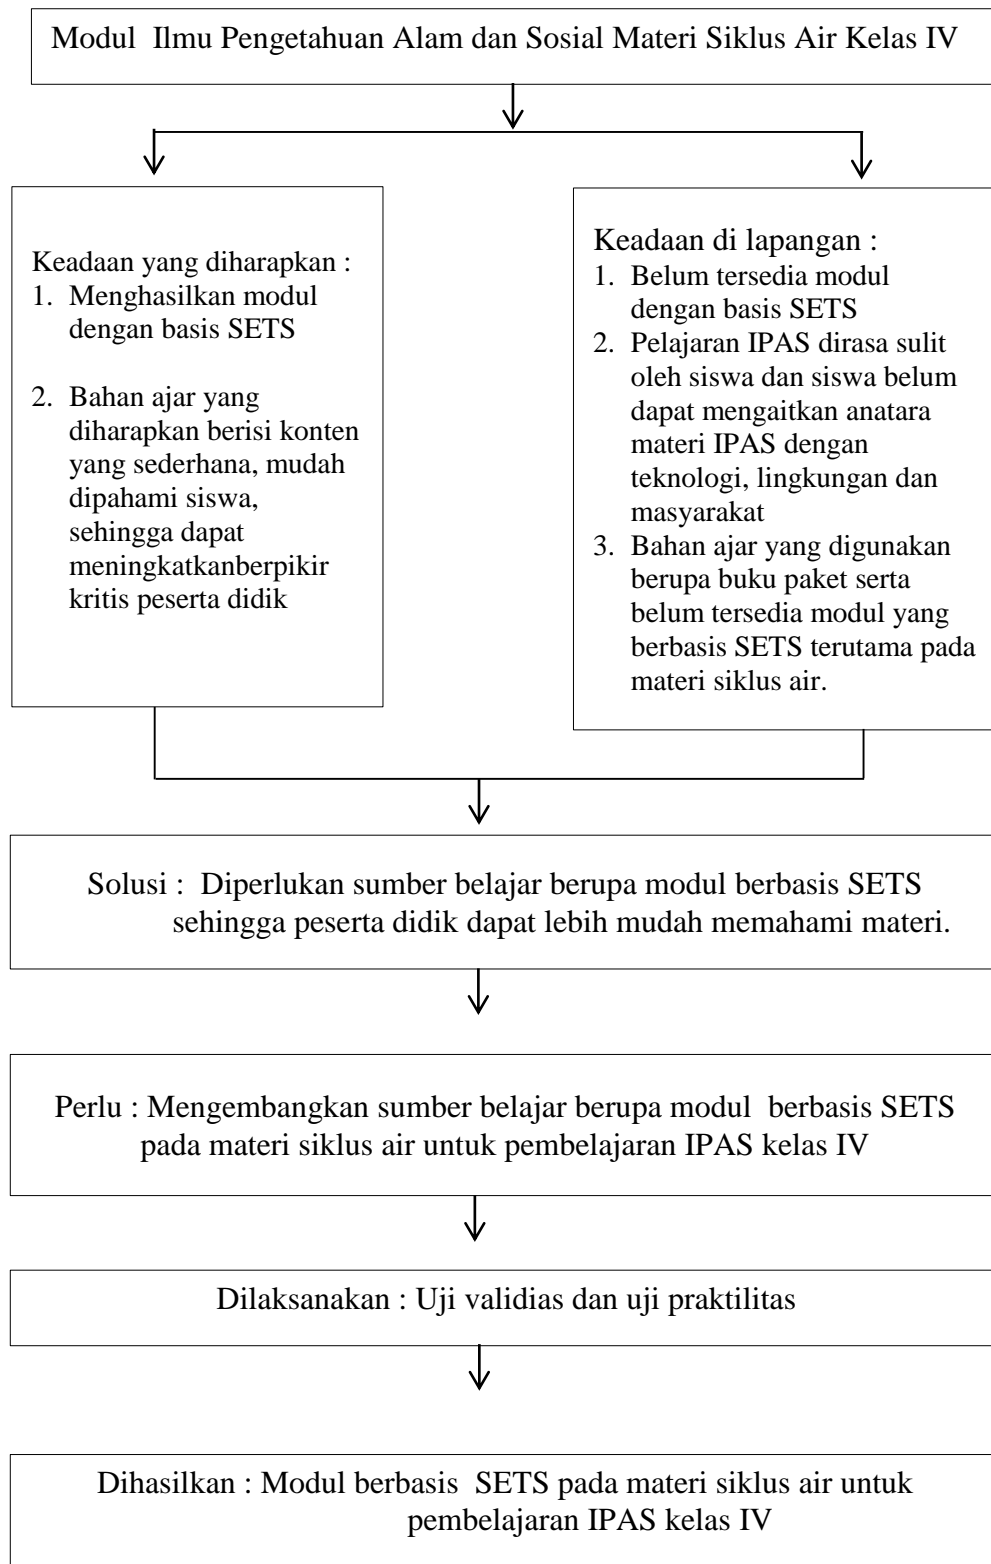 Modul Ilmu Pengetahuan Alam dan Sosial Materi Siklus Air Kelas IV
Keadaan yang diharapkan :
1. Menghasilkan modul
dengan basis SETS
2. Bahan ajar yang
diharapkan berisi konten
yang sederhana, mudah
dipahami siswa,
sehingga dapat
meningkatkanberpikir
kritis peserta didik
Keadaan di lapangan :
1. Belum tersedia modul
dengan basis SETS
2. Pelajaran IPAS dirasa sulit
oleh siswa dan siswa belum
dapat mengaitkan anatara
materi IPAS dengan
teknologi, lingkungan dan
masyarakat
3. Bahan ajar yang digunakan
berupa buku paket serta
belum tersedia modul yang
berbasis SETS terutama pada
materi siklus air.
Solusi : Diperlukan sumber belajar berupa modul berbasis SETS
sehingga peserta didik dapat lebih mudah memahami materi.
Perlu : Mengembangkan sumber belajar berupa modul berbasis SETS
pada materi siklus air untuk pembelajaran IPAS kelas IV
Dilaksanakan : Uji validias dan uji praktilitas
Dihasilkan : Modul berbasis SETS pada materi siklus air untuk
pembelajaran IPAS kelas IV